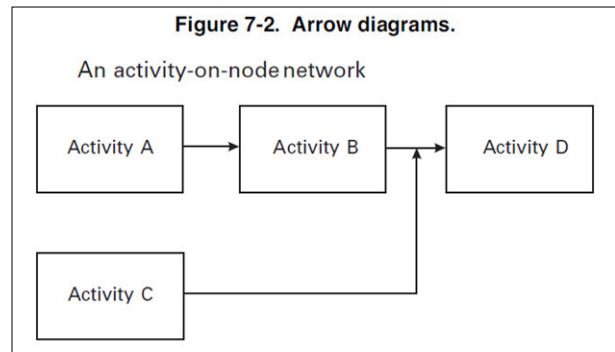 Figure 7-2. Arrow diagrams.
An activity-on-node network
Activity A
Activity B
Activity D
Activity C